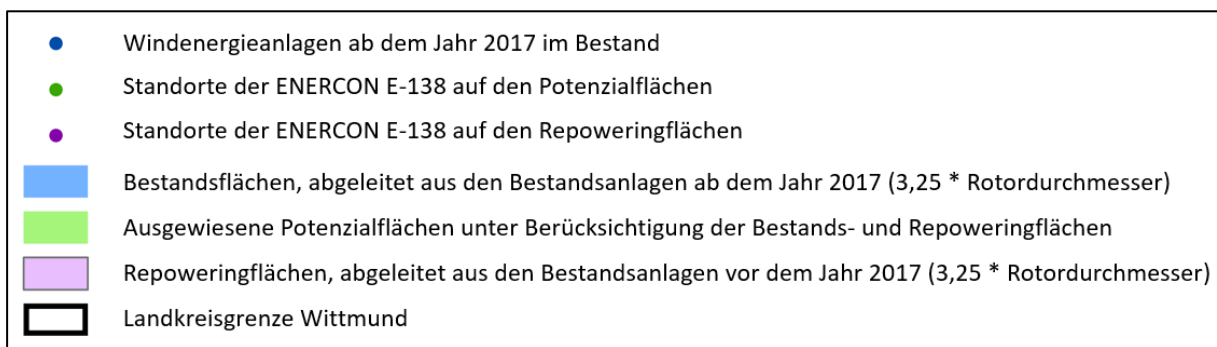 Windenergieanlagen ab dem Jahr 2017 im Bestand
Standorte der ENERCON E-138 auf den Potenzialflächen
Standorte der ENERCON E-138 auf den Repoweringflächen
Bestandsflächen, abgeleitet aus den Bestandsanlagen ab dem Jahr 2017 (3,25 * Rotordurchmesser)
Ausgewiesene Potenzialflächen unter Berücksichtigung der Bestands- und Repoweringflächen
Repoweringflächen, abgeleitet aus den Bestandsanlagen vor dem Jahr 2017 (3,25 * Rotordurchmesser)
Landkreisgrenze Wittmund